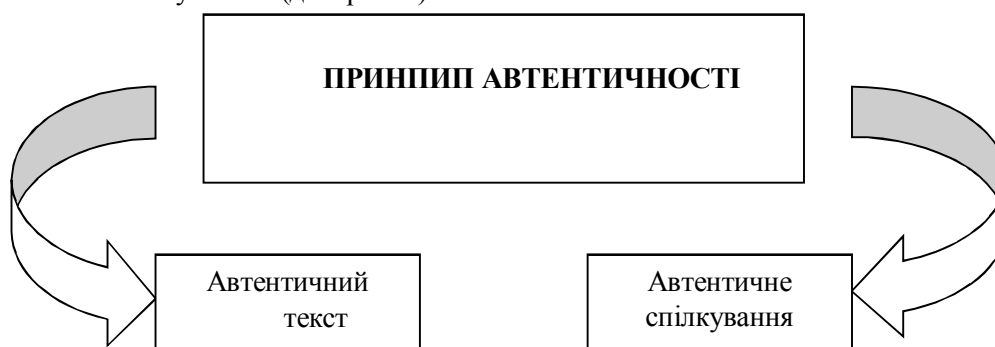 ПРИНПИП АВТЕНТИЧНОСТІ
Автентичний
текст
Автентичне
спілкування